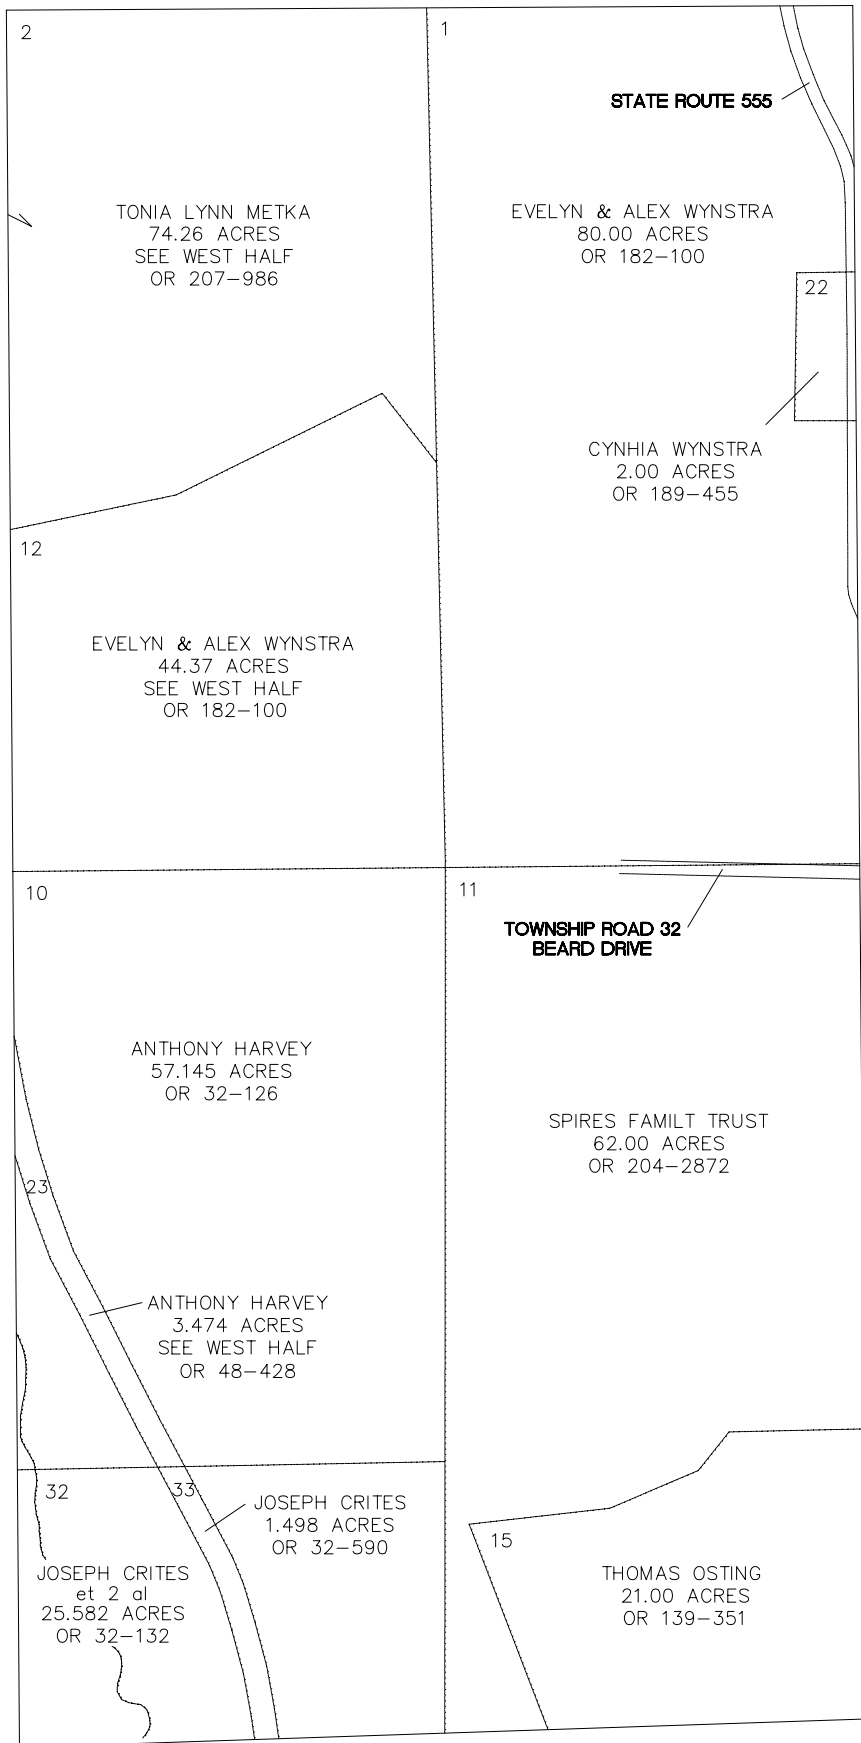 2
1
STATE ROUTE 555
TONIA LYNN METKA
74.26 ACRES
SEE WEST HALF
OR 207-986
EVELYN & ALEX WYNSTRA
80.00 ACRES
OR 182-100
22
CYNHIA WYNSTRA
2.00 ACRES
OR 189-455
12
EVELYN & ALEX WYNSTRA
44.37 ACRES
SEE WEST HALF
OR 182-100
10
11
TOWNSHIP ROAD 32
BEARD DRIVE
ANTHONY HARVEY
57.145 ACRES
OR 32-126
SPIRES FAMILT TRUST
62.00 ACRES
OR 204-2872
23
ANTHONY HARVEY
3.474 ACRES
SEE WEST HALF
OR 48-428
32
33
JOSEPH CRITES
1.498 ACRES
OR 32-590
15
JOSEPH CRITES
et 2 al
25.582 ACRES
OR 32-132
THOMAS OSTING
21.00 ACRES
OR 139-351